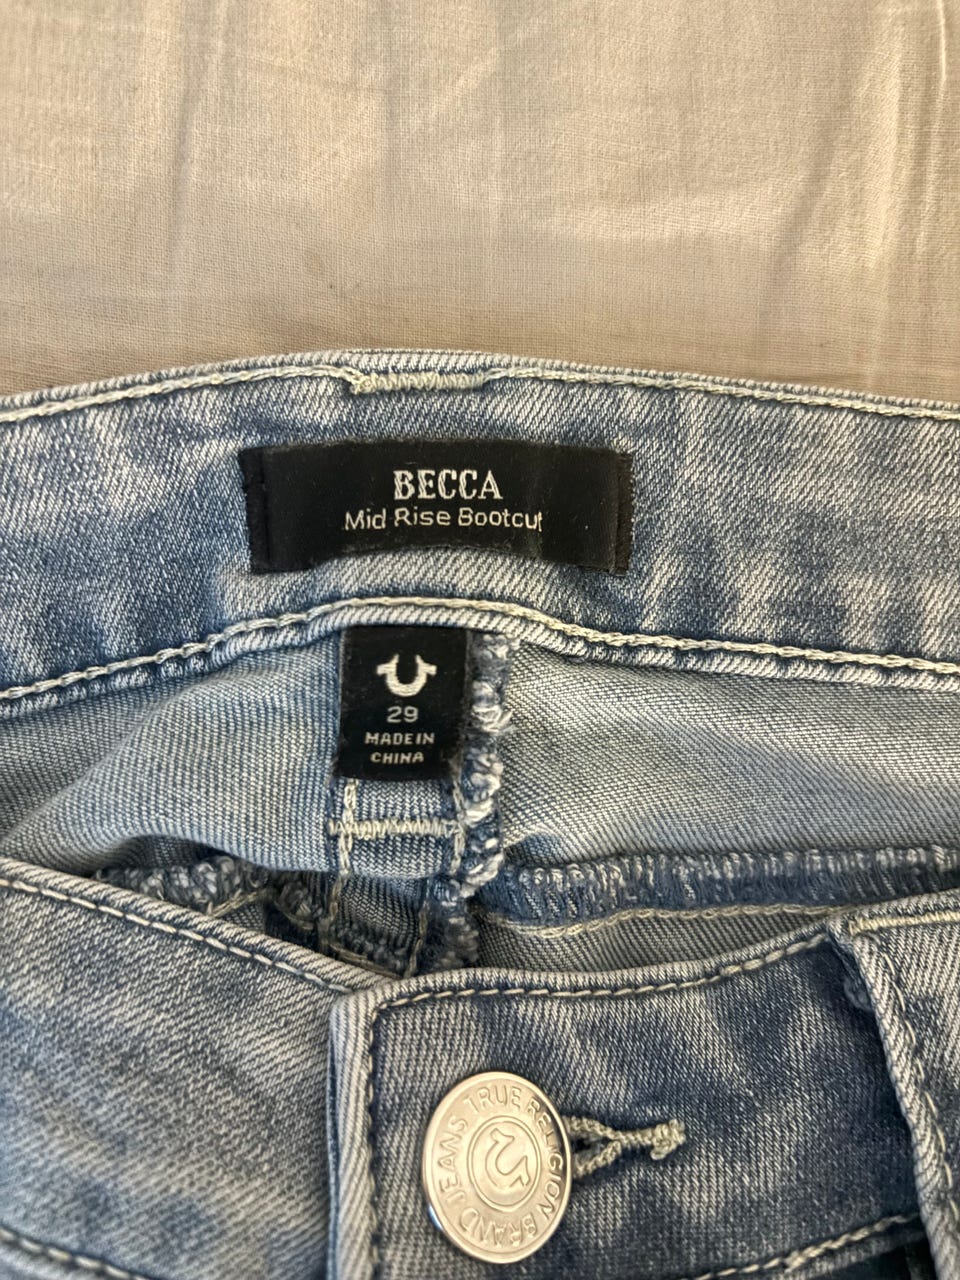 BECCA
Mid Rise Bootcut
29
MADE IN
CHINA
TRUE RELIGION BRAND JEANS